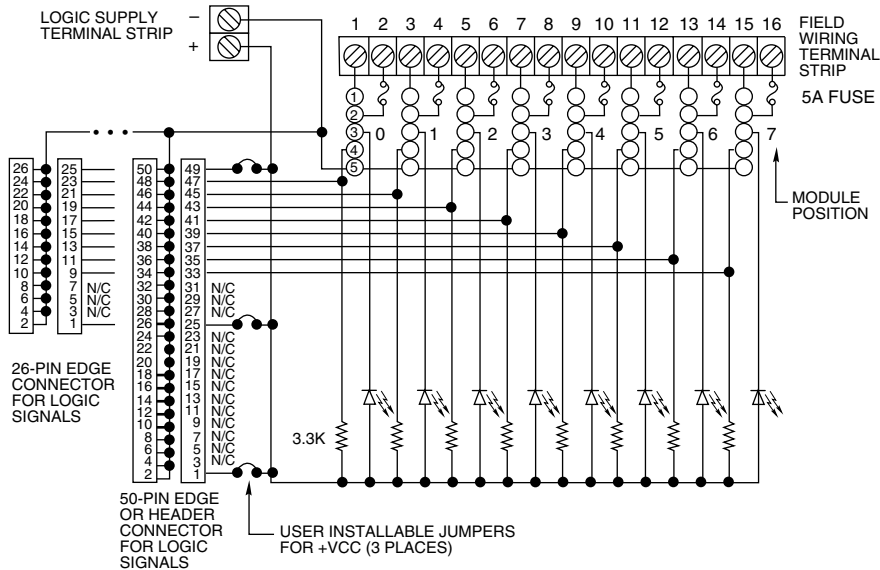 LOGIC SUPPLY
TERMINAL STRIP
–
+
1 2 3 4 5 6 7 8 9 10 11 12 13 14 15 16
FIELD
WIRING
TERMINAL
STRIP
5A FUSE
1
2
3
4
5
0 1 2 3 4 5 6 7
MODULE
POSITION
26 25
24 23
22 21
20 19
18 17
16 15
14 13
12 11
10 9
8 7 N/C
6 5 N/C
4 3 N/C
2 1
26-PIN EDGE
CONNECTOR
FOR LOGIC
SIGNALS
50 49
48 47
46 45
44 43
42 41
40 39
38 37
36 35
34 33
32 31 N/C
30 29 N/C
28 27 N/C
26 25
24 23 N/C
22 21 N/C
20 19 N/C
18 17 N/C
16 15 N/C
14 13 N/C
12 11 N/C
10 9 N/C
8 7 N/C
6 5 N/C
4 3 N/C
2 1
50-PIN EDGE
OR HEADER
CONNECTOR
FOR LOGIC
SIGNALS
3.3K
USER INSTALLABLE JUMPERS
FOR +VCC (3 PLACES)